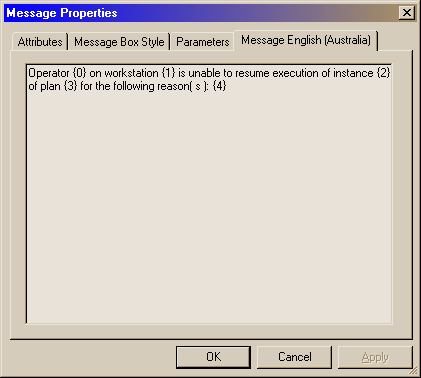 Message Properties
Attributes
Message Box Style
Parameters
Message English (Australia)
Operator {0} on workstation {1} is unable to resume execution of instance {2}
of plan {3} for the following reason( s ): {4}
OK
Cancel
Apply